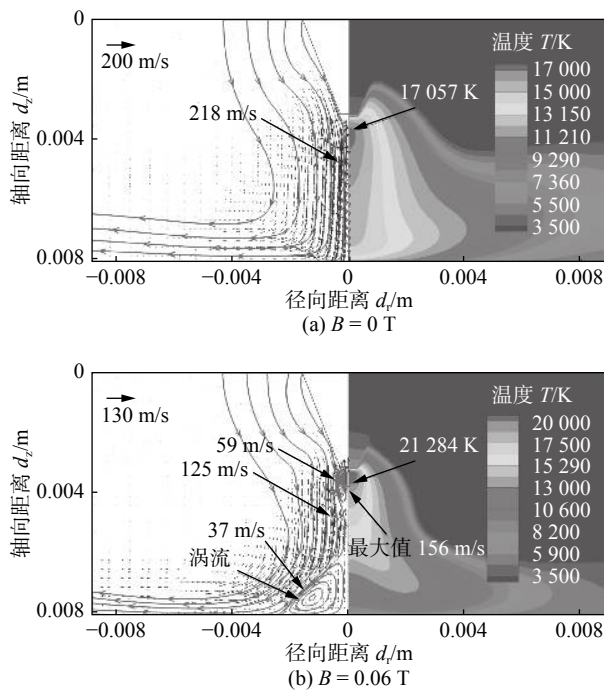 0
200 m/s
温度 T/K
17 000
15 000
13 150
11 210
9 290
7 360
5 500
3 500
17 057 K
218 m/s
0.004
0.008
轴向距离 dz/m
−0.008
−0.004
0
0.004
0.008
径向距离 dr/m
(a) B = 0 T
0
130 m/s
温度 T/K
20 000
17 500
15 290
13 000
10 600
8 200
5 900
3 500
59 m/s
21 284 K
125 m/s
0.004
37 m/s
最大值 156 m/s
涡流
0.008
轴向距离 dz/m
−0.008
−0.004
0
0.004
0.008
径向距离 dr/m
(b) B = 0.06 T